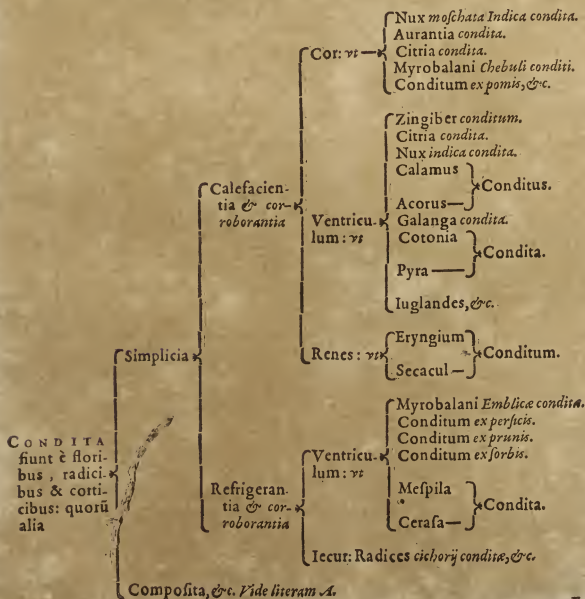 Nux moſchata Indica condita.
Aurantia condita.
Cor: vt
Citria condita.
Myrobalani Chebuli conditi.
Conditum ex pomis, &c.
Zingiber conditum.
Citria condita.
Nux indica condita.
Calamus
Calefacien-
tia & cor-
roborantia
Conditus.
Acorus
Ventricu-
lum: vt
Galanga condita.
Cotonia
Condita.
Pyra
Iuglandes, &c.
Simplicia
Renes: vt
Eryngium
Conditum.
Secacul
CONDITA
fiunt è flori-
bus, radici-
bus & corti-
cibus: quorū
alia
Myrobalani Emblicæ conditæ.
Conditum ex perſicis.
Conditum ex prunis.
Ventricu-
lum: vt
Conditum ex ſorbis.
Refrigeran-
tia & cor-
roborantia
Meſpila
Condita.
Ceraſa
Iecur: Radices cichorij conditæ, &c.
Compoſita, &c. Vide literam A.